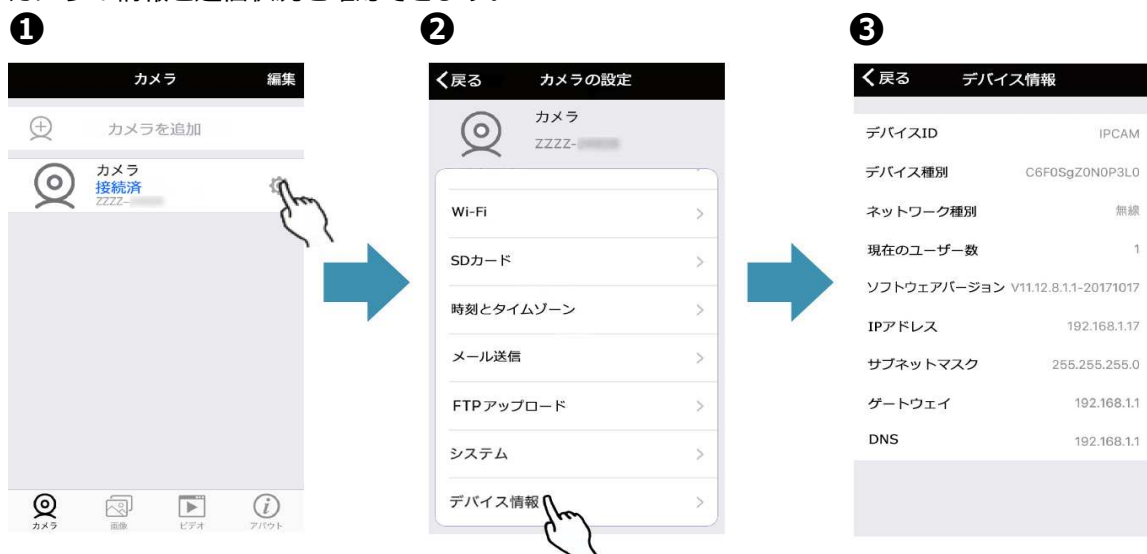 ❶
カメラ 編集
カメラを追加
カメラ
接続済
ZZZZ-
カメラ
画像
ビデオ
アバウト
❷
戻る カメラの設定
カメラ
ZZZZ-
Wi-Fi
SDカード
時刻とタイムゾーン
メール送信
FTPアップロード
システム
デバイス情報
❸
戻る デバイス情報
デバイスID IPCAM
デバイス種別 C6F0SgZ0N0P3L0
ネットワーク種別 無線
現在のユーザー数 1
ソフトウェアバージョン V11.12.8.1.1-20171017
IPアドレス 192.168.1.17
サブネットマスク 255.255.255.0
ゲートウェイ 192.168.1.1
DNS 192.168.1.1